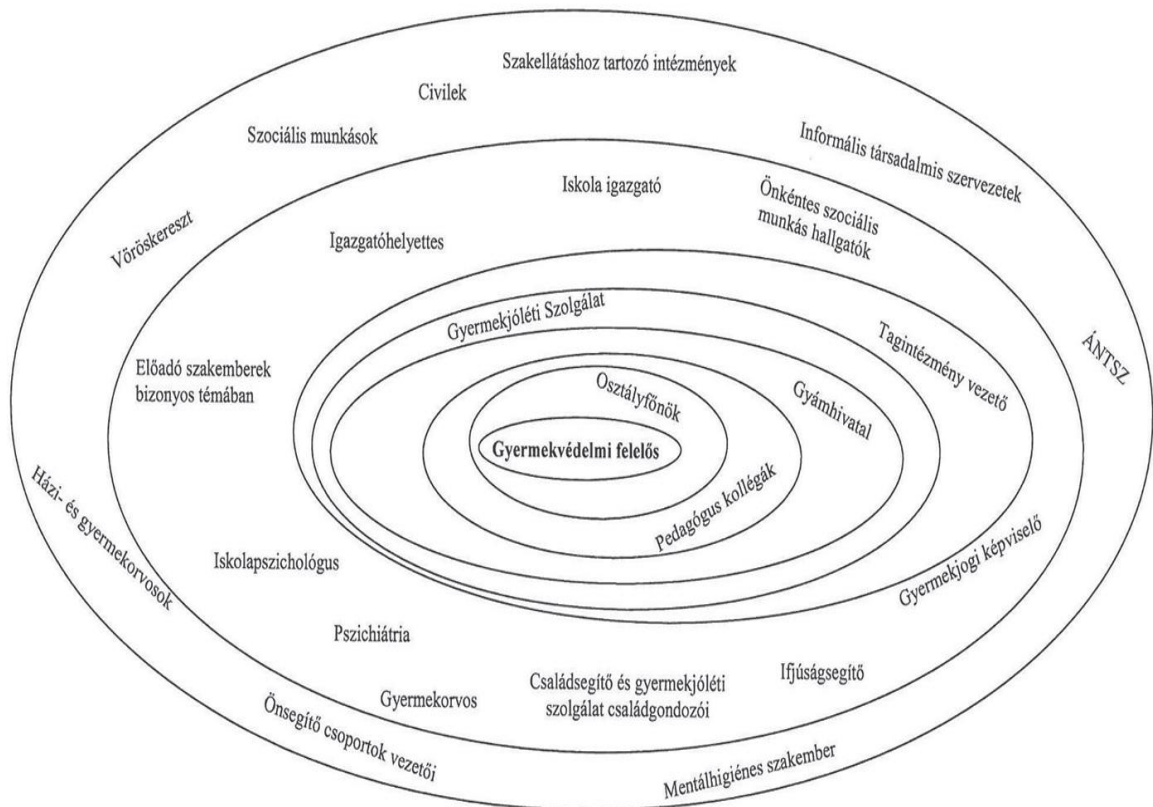 Szakellátáshoz tartozó intézmények
Civilek
Szociális munkások
Informális társadalmis szervezetek
Vöröskereszt
Iskola igazgató
Önkéntes szociális
munkás hallgatók
Igazgatóhelyettes
Gyermekjóléti Szolgálat
Tagintézmény vezető
ÁNTSZ
Előadó szakemberek
bizonyos témában
Osztályfőnök
Gyámhivatal
Gyermekvédelmi felelős
Pedagógus kollégák
Házi- és gyermekorvosok
Iskolapszichológus
Gyermekjogi képviselő
Pszichiátria
Gyermekorvos
Családsegítő és gyermekjóléti
szolgálat családgondozói
Ifjúságsegítő
Önsegítő csoportok vezetői
Mentálhigiénes szakember